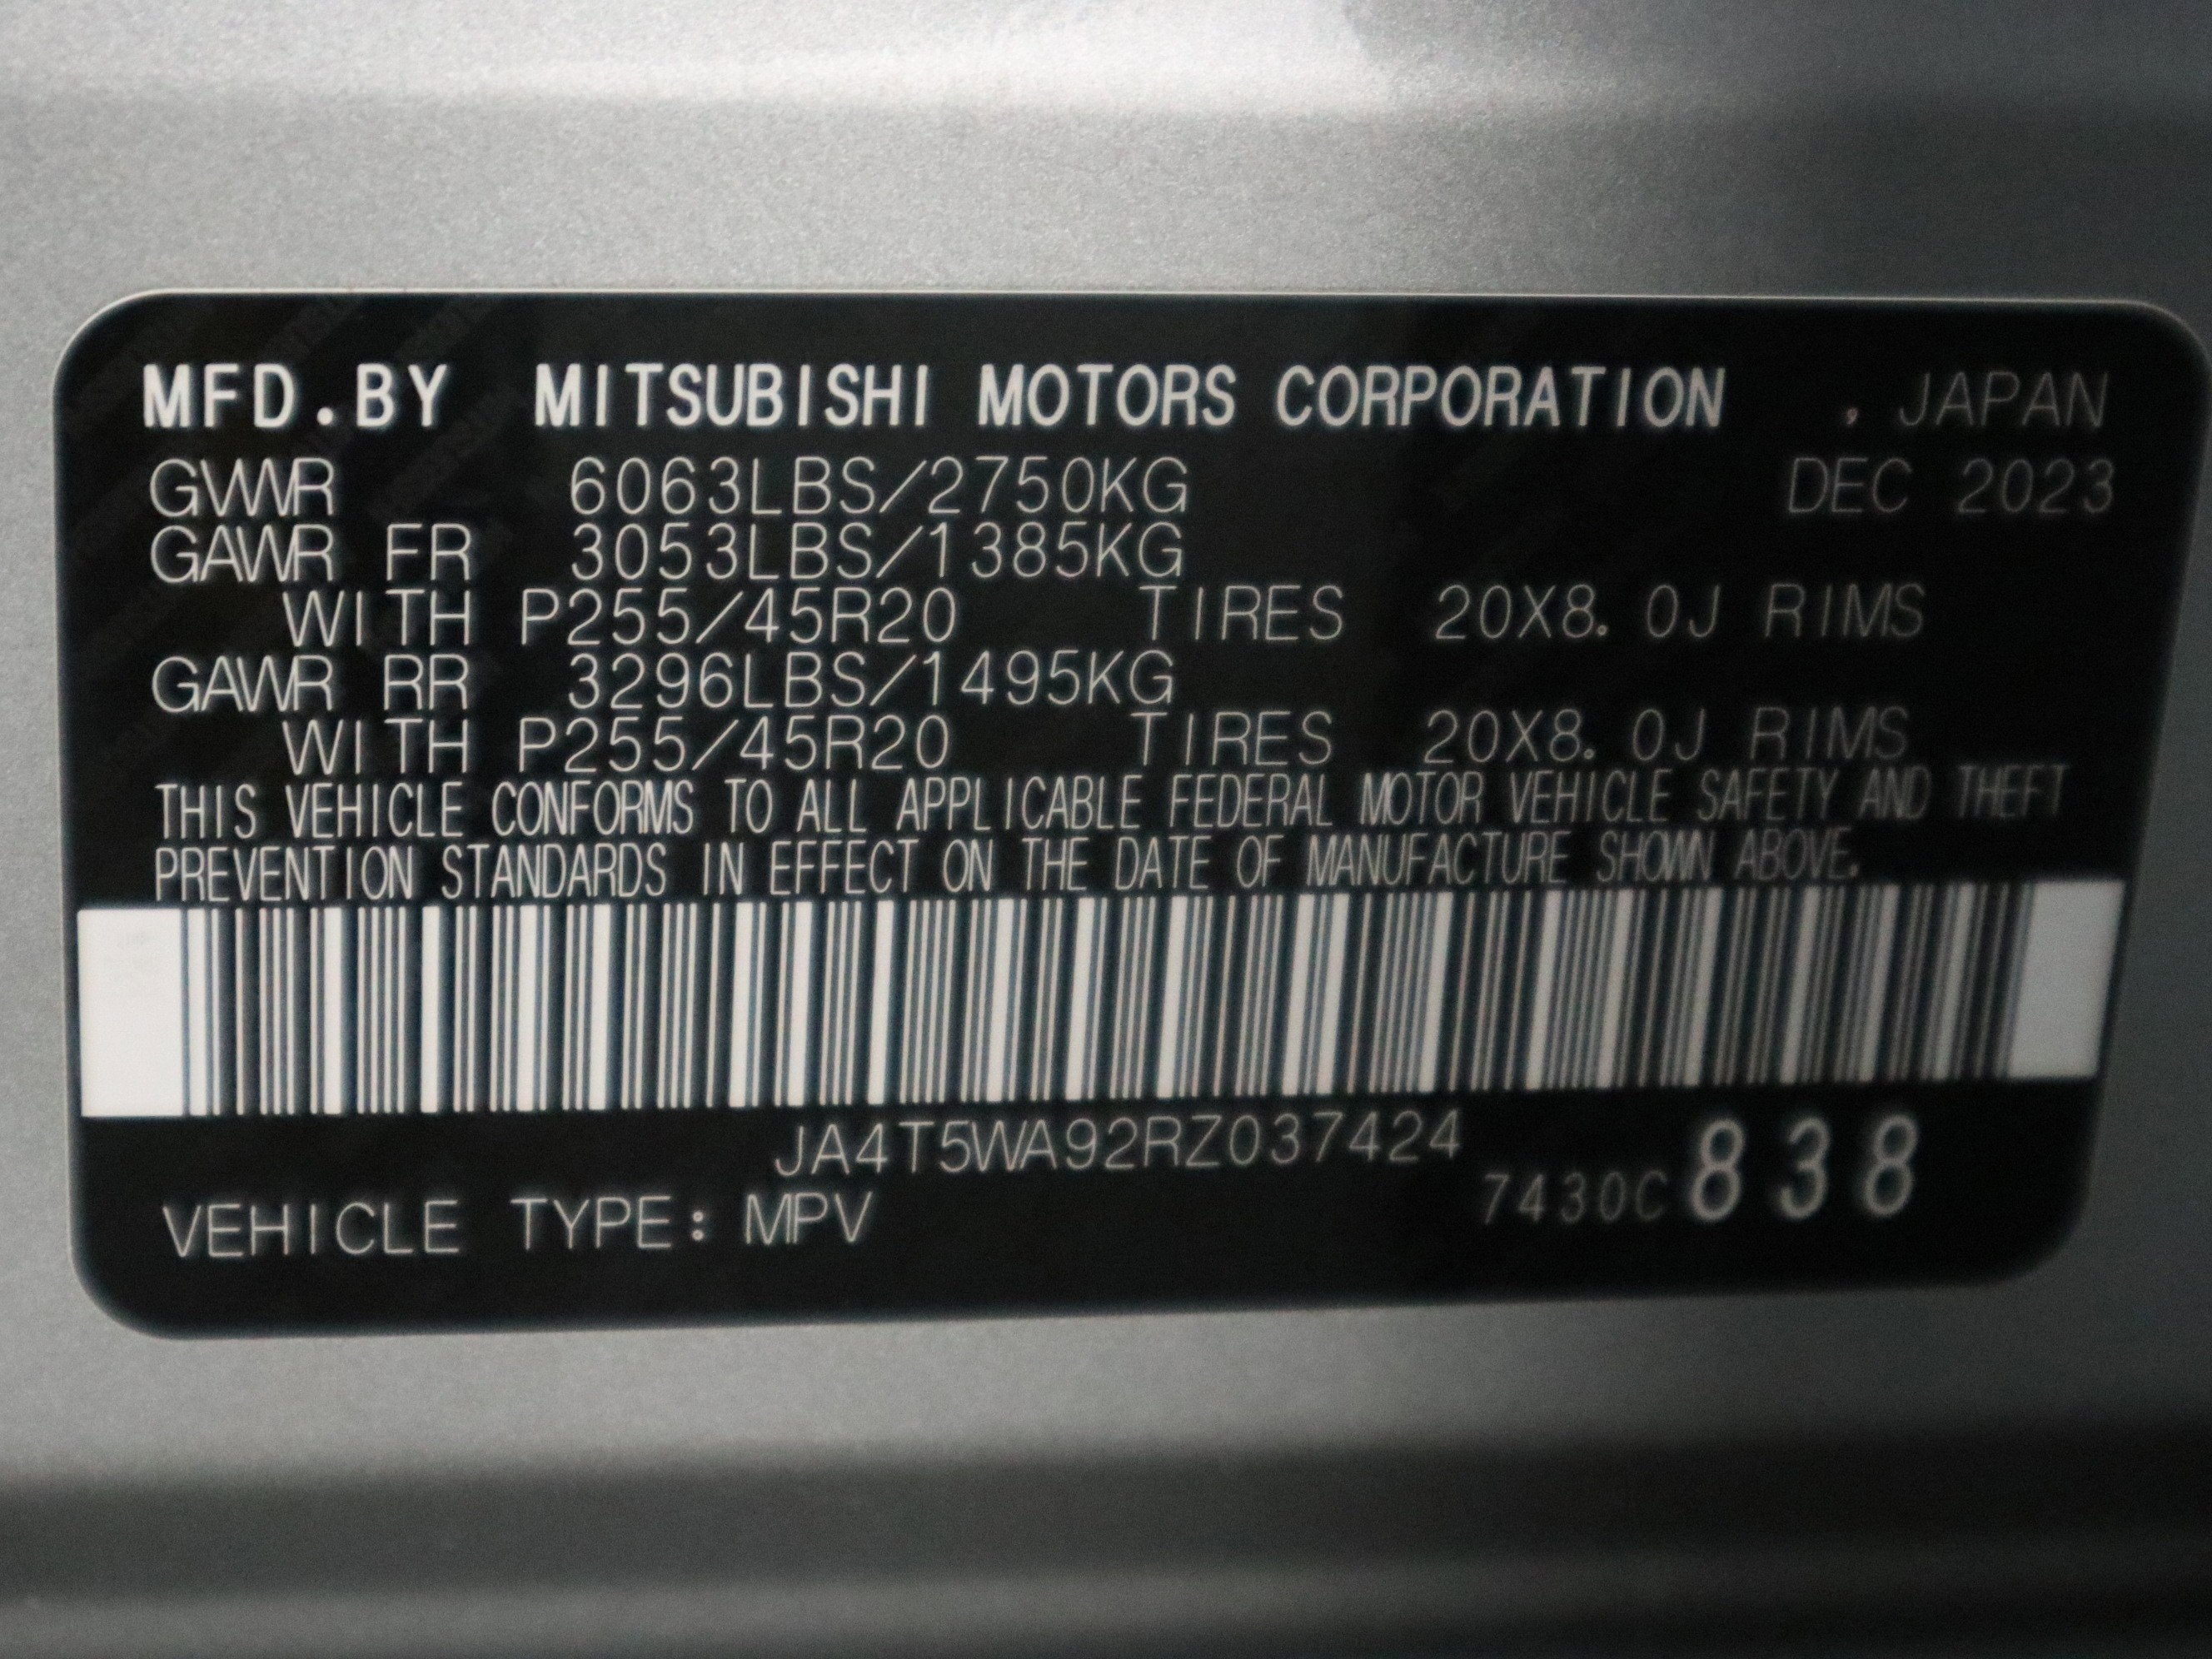 MFD.BY MITSUBISHI MOTORS CORPORATION , JAPAN
GVWR 6063LBS/2750KG DEC 2023
GAWR FR 3053LBS/1385KG
WITH P255/45R20 TIRES 20X8.0J RIMS
GAWR RR 3296LBS/1495KG
WITH P255/45R20 TIRES 20X8.0J RIMS
THIS VEHICLE CONFORMS TO ALL APPLICABLE FEDERAL MOTOR VEHICLE SAFETY AND THEFT
PREVENTION STANDARDS IN EFFECT ON THE DATE OF MANUFACTURE SHOWN ABOVE.
JA4T5WA92RZ037424
VEHICLE TYPE: MPV 7430C 838